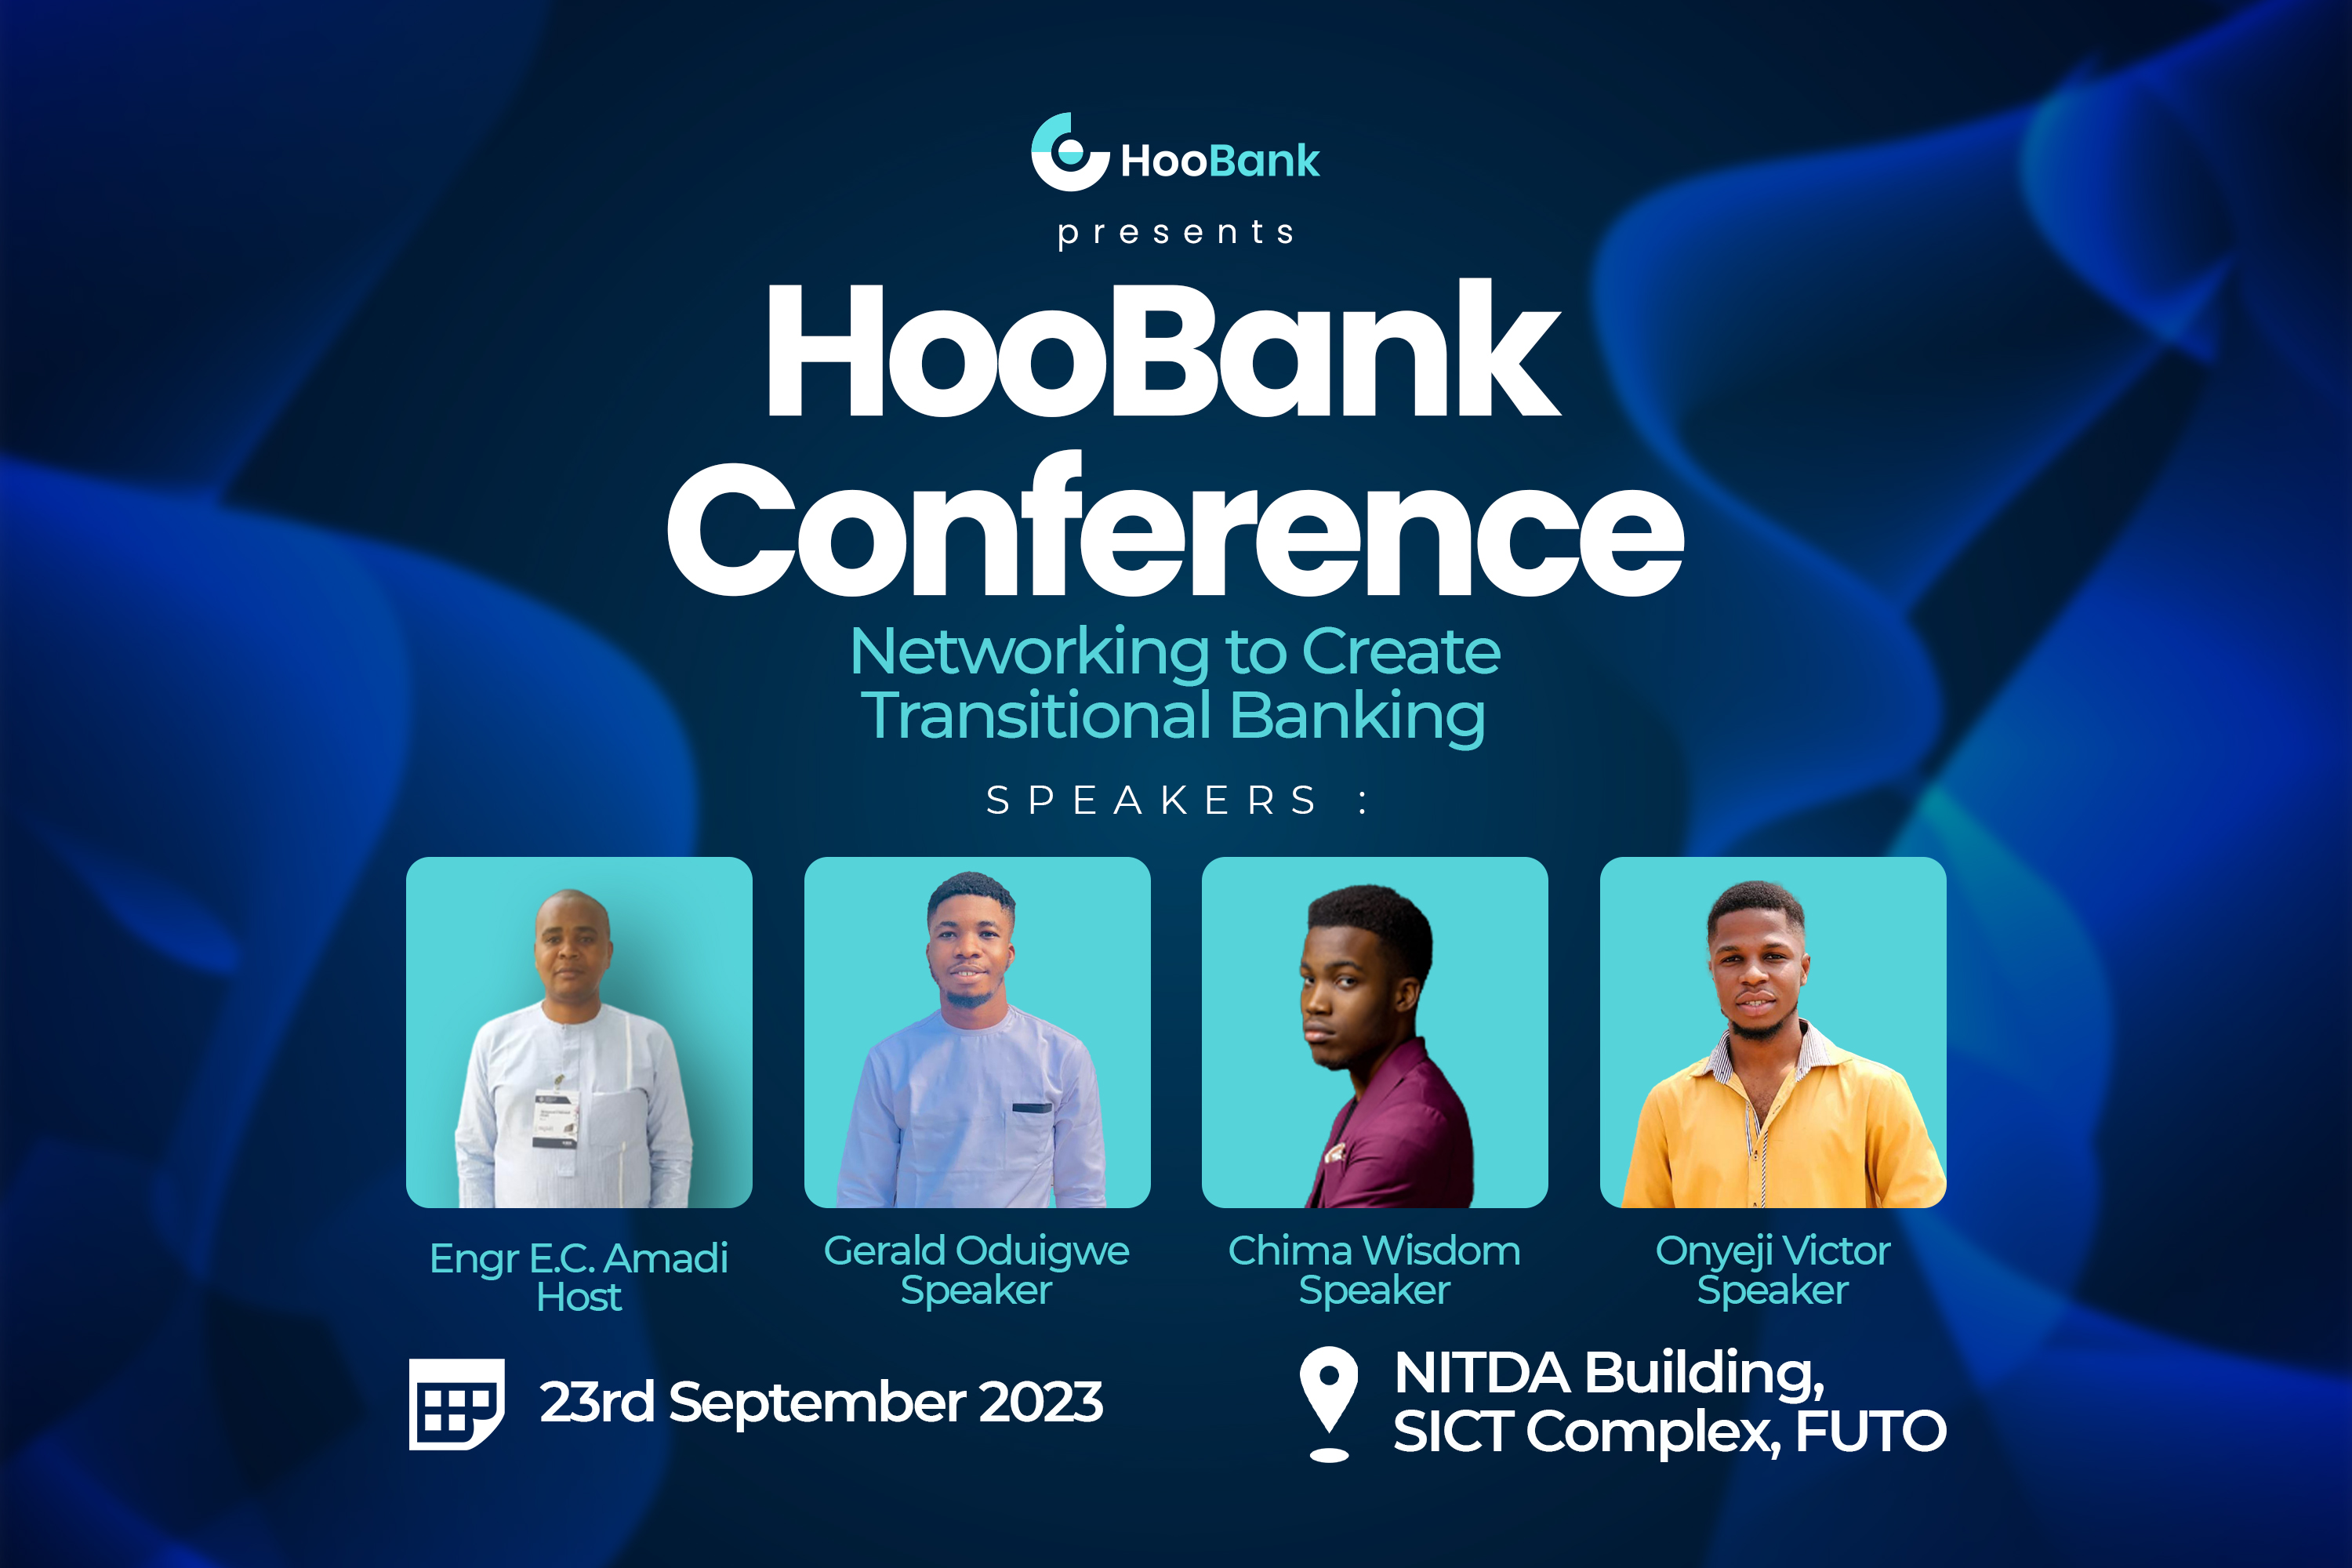 HooBank
presents
HooBank
Conference
Networking to Create
Transitional Banking
SPEAKERS :
Engr E.C. Amadi
Host
Gerald Oduigwe
Speaker
Chima Wisdom
Speaker
Onyeji Victor
Speaker
23rd September 2023
NITDA Building,
SICT Complex, FUTO